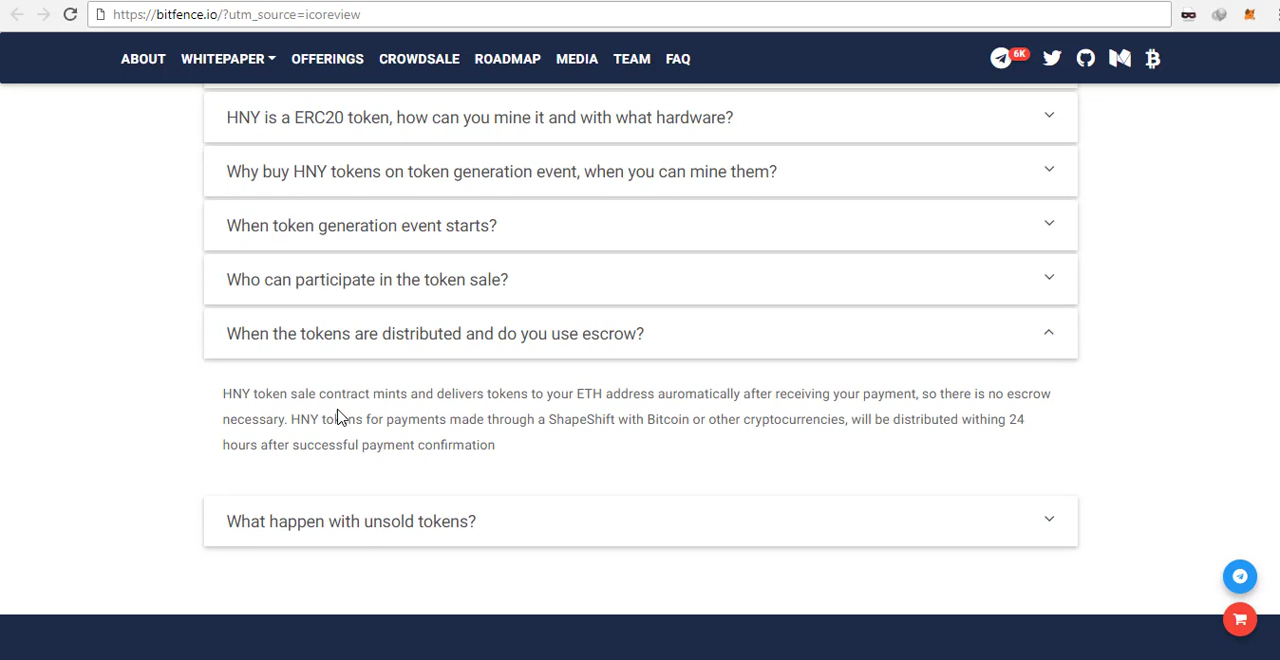 https://bitfence.io/?utm_source=icoreview
ABOUT WHITEPAPER OFFERINGS CROWDSALE ROADMAP MEDIA TEAM FAQ 6K
HNY is a ERC20 token, how can you mine it and with what hardware?
Why buy HNY tokens on token generation event, when you can mine them?
When token generation event starts?
Who can participate in the token sale?
When the tokens are distributed and do you use escrow?
HNY token sale contract mints and delivers tokens to your ETH address auromatically after receiving your payment, so there is no escrow
necessary. HNY tokens for payments made through a ShapeShift with Bitcoin or other cryptocurrencies, will be distributed withing 24
hours after successful payment confirmation
What happen with unsold tokens?